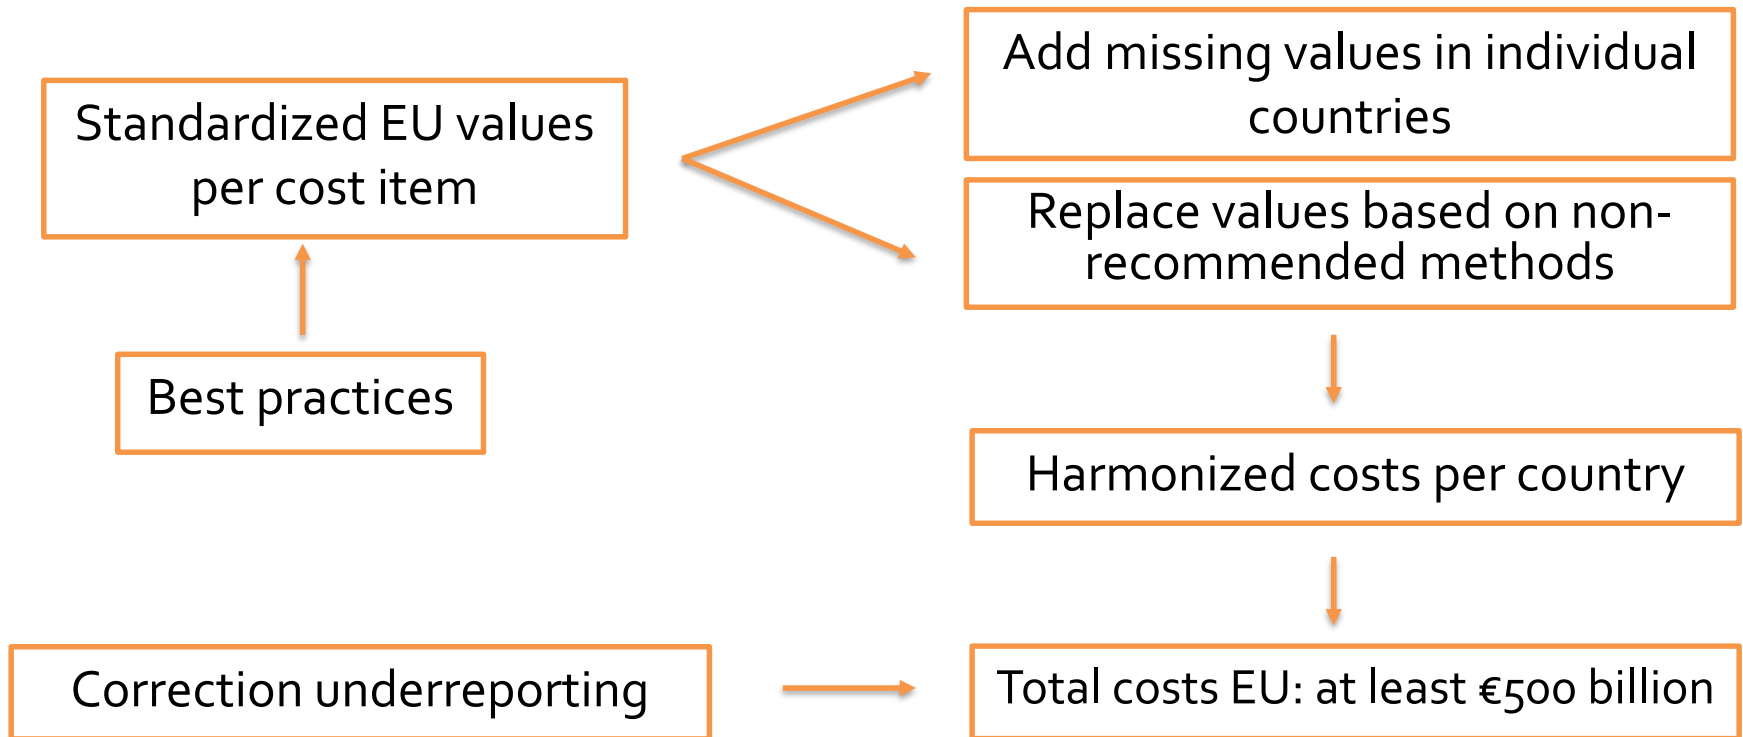 Standardized EU values
per cost item
Best practices
Add missing values in individual
countries
Replace values based on non-
recommended methods
Harmonized costs per country
Correction underreporting
Total costs EU: at least €500 billion